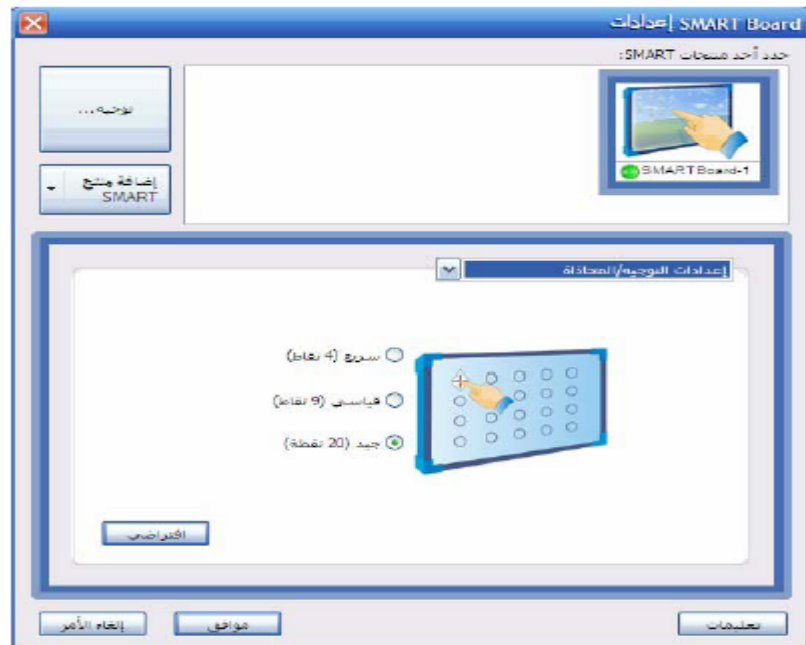 إعدادات SMART Board
حدد أحد منتجات SMART:
SMARTBoard-1
توجيه...
إضافة منتج
SMART
إعدادات التوجيه/المحاذاة
سريع (4 نقاط)
قياسي (9 نقاط)
جيد (20 نقطة)
افتراضي
تعليمات
موافق
إلغاء الأمر